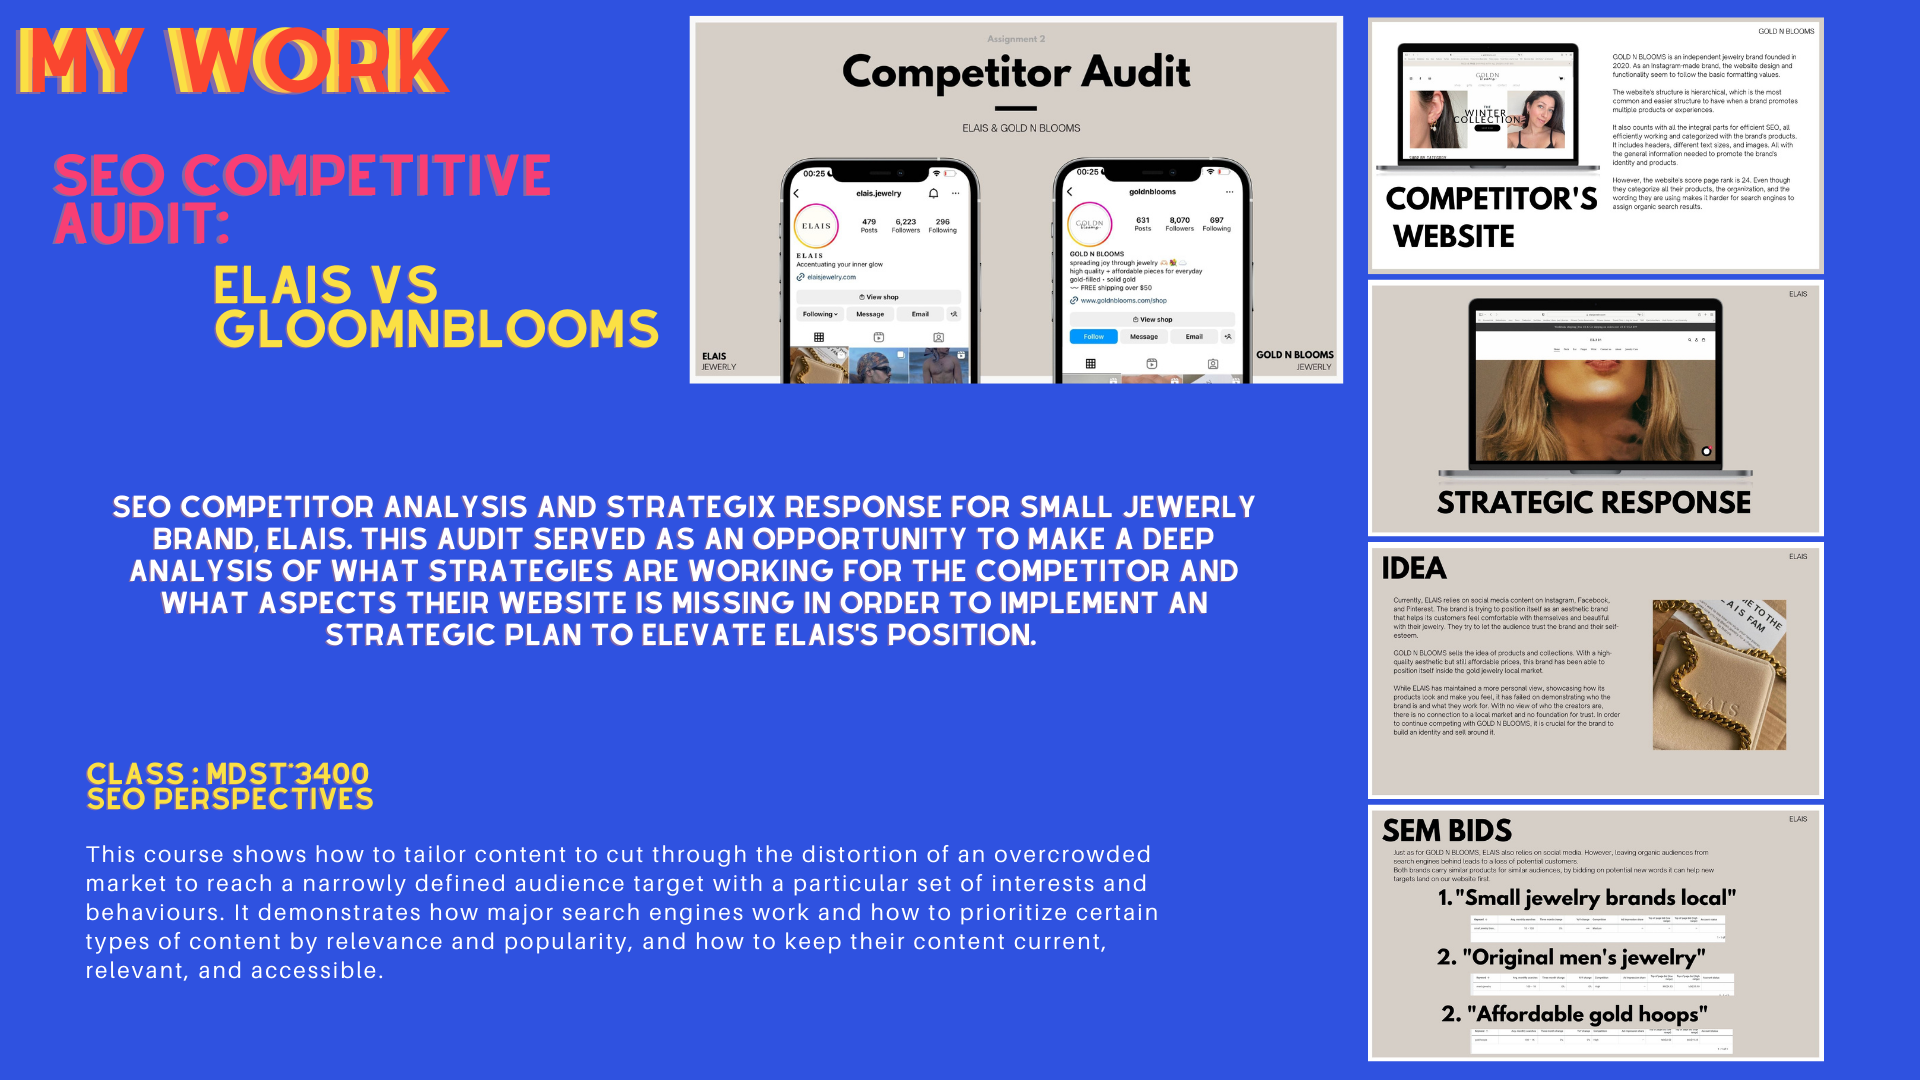 MY WORK
SEO COMPETITIVE
AUDIT:
ELAIS VS
GLOOMNBLOOMS
Assignment 2
Competitor Audit
ELAIS & GOLD N BLOOMS
00:25
elais.jewelry
ELAIS
479
6,223
296
Posts
Followers
Following
ELAIS
Accentuating your inner glow
elaisjewelry.com
View shop
Following
Message
Email
ELAIS
JEWERLY
00:25
goldnblooms
GOLDN
blooms
631
8,070
697
Posts
Followers
Following
GOLD N BLOOMS
spreading joy through jewelry
high quality + affordable pieces for everyday
gold-filled + solid gold
FREE shipping over $50
www.goldnblooms.com/shop
View shop
Follow
Message
Email
GOLD N BLOOMS
JEWERLY
SEO COMPETITOR ANALYSIS AND STRATEGIX RESPONSE FOR SMALL JEWERLY
BRAND, ELAIS. THIS AUDIT SERVED AS AN OPPORTUNITY TO MAKE A DEEP
ANALYSIS OF WHAT STRATEGIES ARE WORKING FOR THE COMPETITOR AND
WHAT ASPECTS THEIR WEBSITE IS MISSING IN ORDER TO IMPLEMENT AN
STRATEGIC PLAN TO ELEVATE ELAIS'S POSITION.
CLASS : MDST*3400
SEO PERSPECTIVES
This course shows how to tailor content to cut through the distortion of an overcrowded
market to reach a narrowly defined audience target with a particular set of interests and
behaviours. It demonstrates how major search engines work and how to prioritize certain
types of content by relevance and popularity, and how to keep their content current,
relevant, and accessible.
GOLD N BLOOMS
GOLDN
THE
WINTER
COLLECTION
SHOP BY CATEGORY
COMPETITOR'S
WEBSITE
GOLD N BLOOMS is an independent jewelry brand founded in
2020. As an Instagram-made brand, the website design and
functionality seem to follow the basic formatting values.
The website's structure is hierarchical, which is the most
common and easier structure to have when a brand promotes
multiple products or experiences.
It also counts with all the integral parts for efficient SEO, all
efficiently working and categorized with the brand's products.
It includes headers, different text sizes, and images. All with
the general information needed to promote the brand's
identity and products.
However, the website's score page rank is 24. Even though
they categorize all their products, the organization, and the
wording they are using makes it harder for search engines to
assign organic search results.
ELAIS
STRATEGIC RESPONSE
ELAIS
IDEA
Currently, ELAIS relies on social media content on Instagram, Facebook,
and Pinterest. The brand is trying to position itself as an aesthetic brand
that helps its customers feel comfortable with themselves and beautiful
with their jewelry. They try to let the audience trust the brand and their self-
esteem.
GOLD N BLOOMS sells the idea of products and collections. With a high-
quality aesthetic but still affordable prices, this brand has been able to
position itself inside the gold jewelry local market.
While ELAIS has maintained a more personal view, showcasing how its
products look and make you feel, it has failed on demonstrating who the
brand is and what they work for. With no view of who the creators are,
there is no connection to a local market and no foundation for trust. In order
to continue competing with GOLD N BLOOMS, it is crucial for the brand to
build an identity and sell around it.
E TO THE
ELAIS FAM
ELAIS
SEM BIDS
Just as for GOLD N BLOOMS, ELAIS also relies on social media. However, leaving organic audiences from
search engines behind leads to a loss of potential customers.
Both brands carry similar products for similar audiences, by bidding on potential new words it can help new
targets land on our website first.
1."Small jewelry brands local"
2. "Original men's jewelry"
2. "Affordable gold hoops"